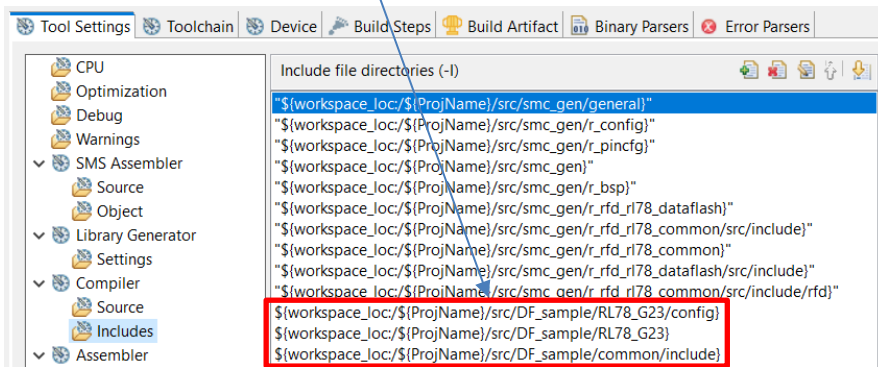 Tool Settings Toolchain Device Build Steps Build Artifact Binary Parsers Error Parsers
CPU
Optimization
Debug
Warnings
SMS Assembler
Source
Object
Library Generator
Settings
Compiler
Source
Includes
Assembler
Include file directories (-I)
"${workspace_loc:/${ProjName}/src/smc_gen/general}"
"${workspace_loc:/${ProjName}/src/smc_gen/r_config}"
"${workspace_loc:/${ProjName}/src/smc_gen/r_pincfg}"
"${workspace_loc:/${ProjName}/src/smc_gen}"
"${workspace_loc:/${ProjName}/src/smc_gen/r_bsp}"
"${workspace_loc:/${ProjName}/src/smc_gen/r_rfd_rl78_dataflash}"
"${workspace_loc:/${ProjName}/src/smc_gen/r_rfd_rl78_common/src/include}"
"${workspace_loc:/${ProjName}/src/smc_gen/r_rfd_rl78_common}"
"${workspace_loc:/${ProjName}/src/smc_gen/r_rfd_rl78_dataflash/src/include}"
"${workspace_loc:/${ProjName}/src/smc_gen/r_rfd_rl78_common/src/include/rfd}"
${workspace_loc:/${ProjName}/src/DF_sample/RL78_G23/config}
${workspace_loc:/${ProjName}/src/DF_sample/RL78_G23}
${workspace_loc:/${ProjName}/src/DF_sample/common/include}